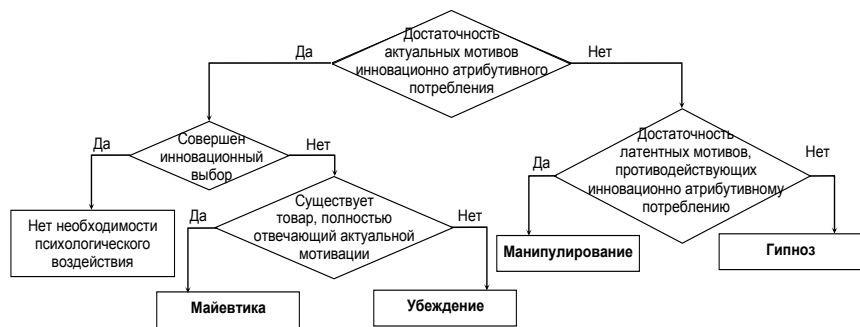 Достаточность
актуальных мотивов
инновационно атрибутивного
потребления
Да
Нет
Совершен
инновационный
выбор
Да
Нет
Достаточность
латентных мотивов,
противодействующих
инновационно атрибутивному
потреблению
Да
Нет
Нет необходимости
психологического
воздействия
Существует
товар, полностью
отвечающий актуальной
мотивации
Да
Нет
Манипулирование
Гипноз
Майевтика
Убеждение